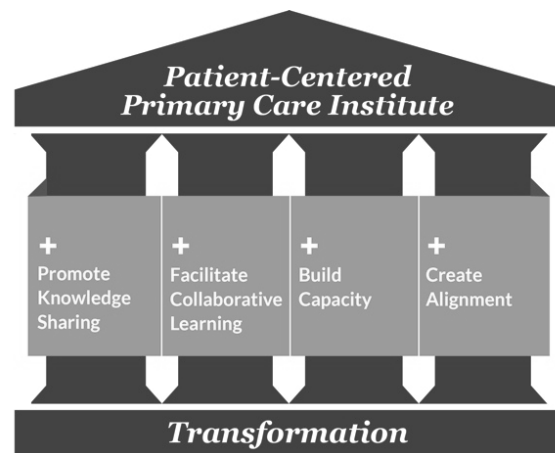 Patient-Centered
Primary Care Institute
+
Promote
Knowledge
Sharing
+
Facilitate
Collaborative
Learning
+
Build
Capacity
+
Create
Alignment
Transformation